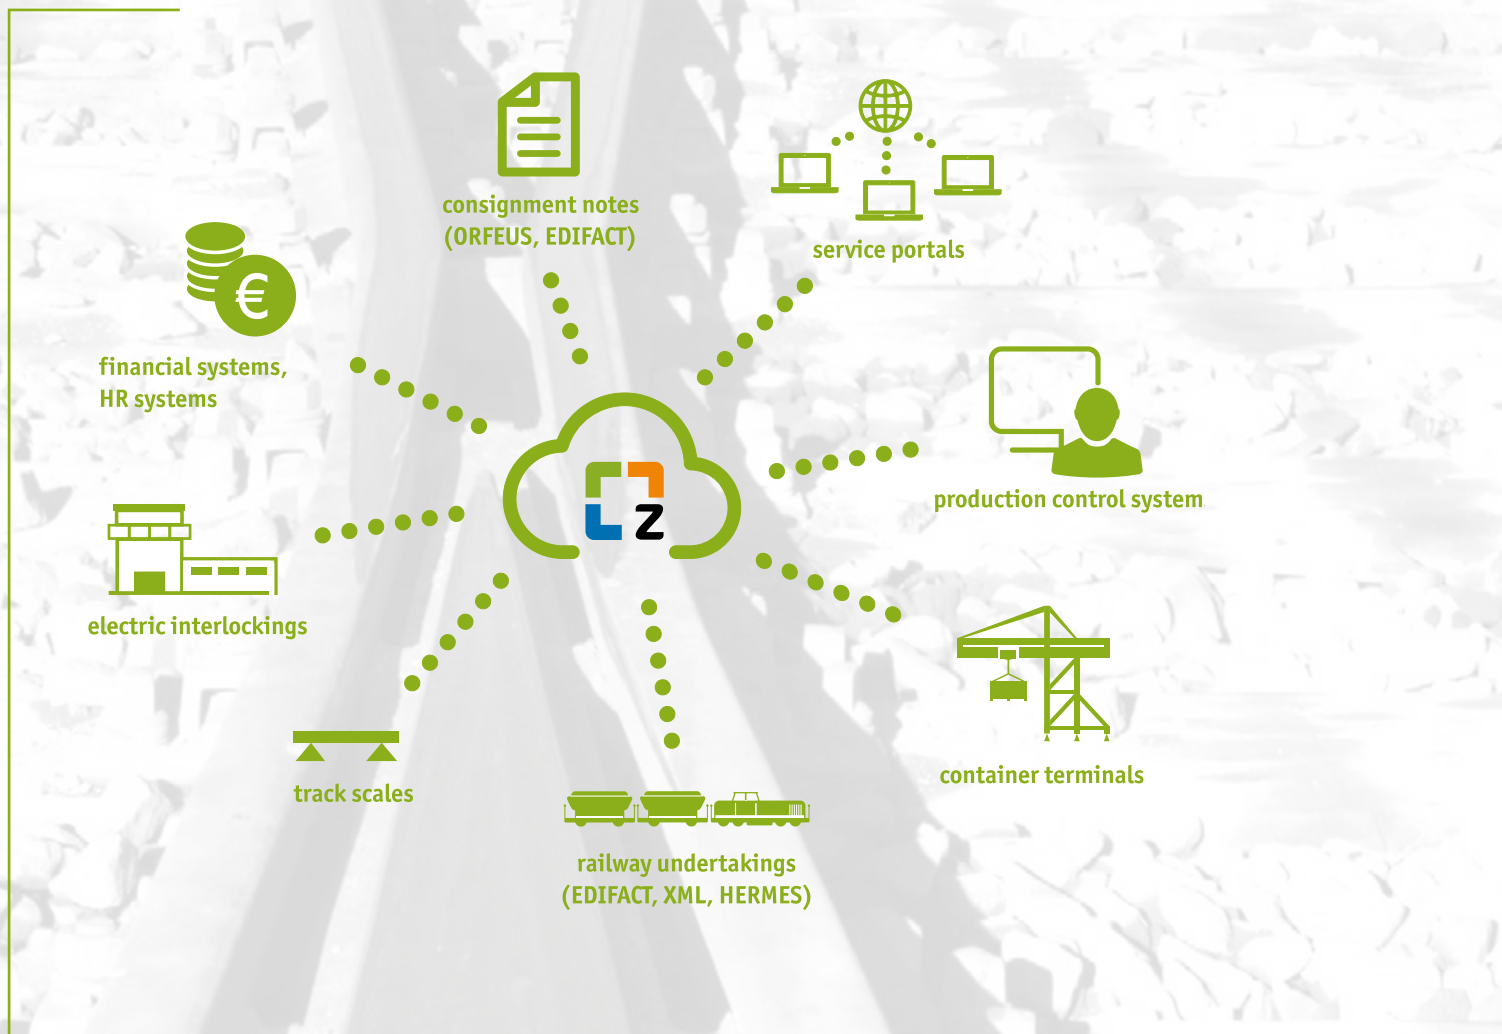 consignment notes
(ORFEUS, EDIFACT)
service portals
€
financial systems,
HR systems
production control system
z
electric interlockings
container terminals
track scales
railway undertakings
(EDIFACT, XML, HERMES)